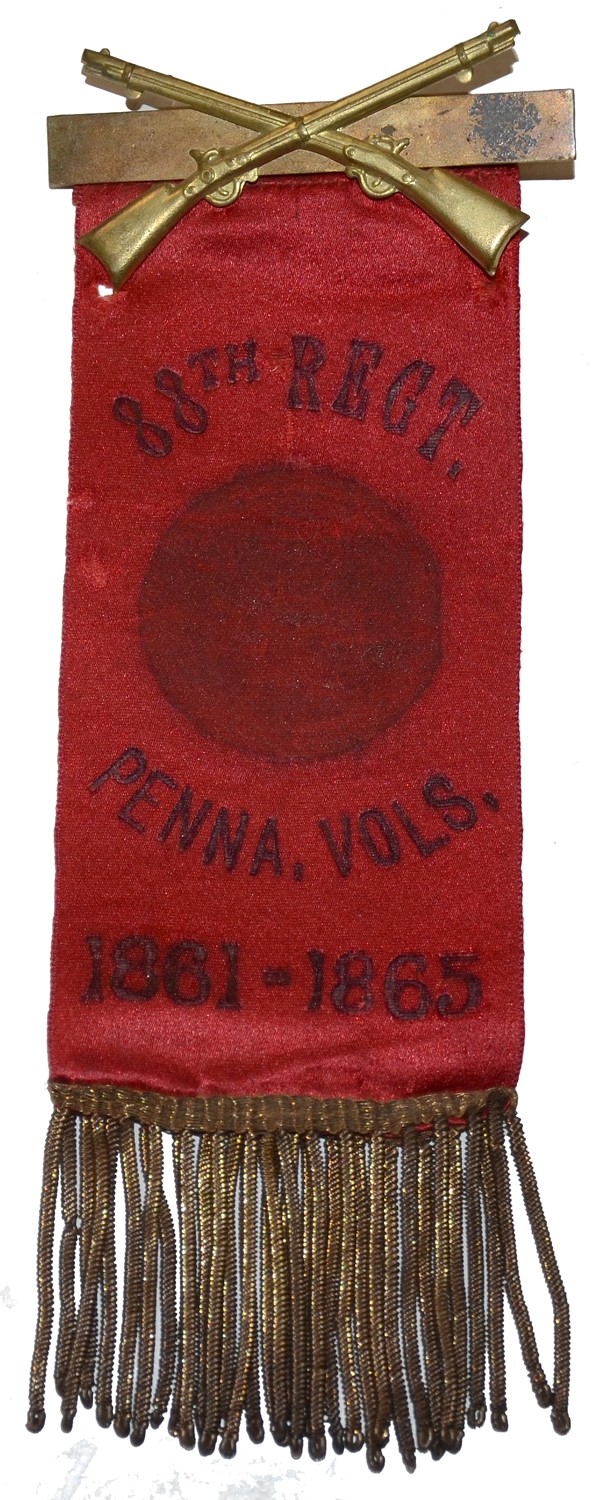 88TH REGT.
PENNA. VOLS.
1861-1865